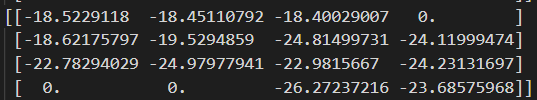 [[-18.5229118  -18.45110792 -18.40029007   0.        ]
 [-18.62175797 -19.5294859  -24.81499731 -24.11999474]
 [-22.78294029 -24.97977941 -22.9815667  -24.23131697]
 [  0.           0.         -26.27237216 -23.68575968]]